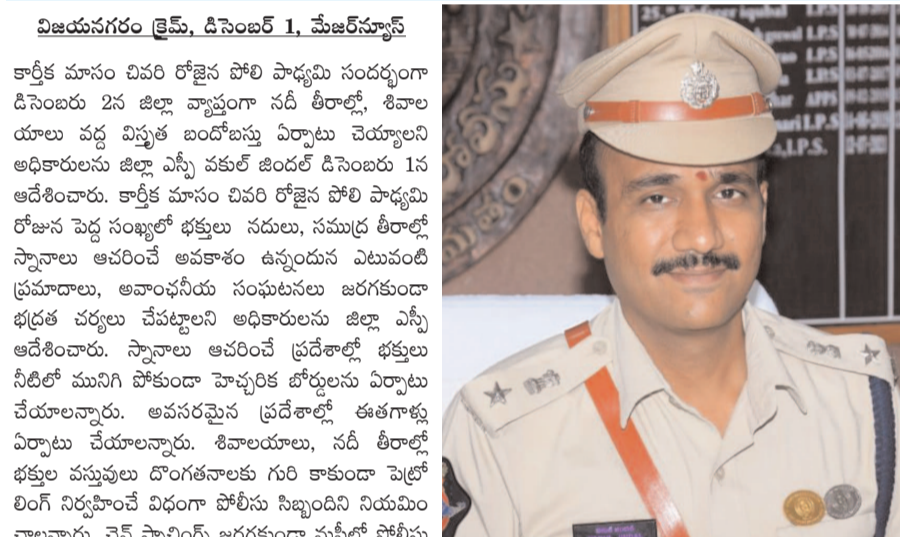 విజయనగరం క్రైమ్, డిసెంబర్ 1, మేజర్‌న్యూస్
కార్తీక మాసం చివరి రోజైన పోలి పాఢ్యమి సందర్భంగా
డిసెంబరు 2న జిల్లా వ్యాప్తంగా నదీ తీరాల్లో, శివాల
యాలు వద్ద విస్తృత బందోబస్తు ఏర్పాటు చెయ్యాలని
అధికారులను జిల్లా ఎస్పీ వకుల్ జిందల్ డిసెంబరు 1న
ఆదేశించారు. కార్తీక మాసం చివరి రోజైన పోలి పాఢ్యమి
రోజున పెద్ద సంఖ్యలో భక్తులు నదులు, సముద్ర తీరాల్లో
స్నానాలు ఆచరించే అవకాశం ఉన్నందున ఎటువంటి
ప్రమాదాలు, అవాంఛనీయ సంఘటనలు జరగకుండా
భద్రత చర్యలు చేపట్టాలని అధికారులను జిల్లా ఎస్పీ
ఆదేశించారు. స్నానాలు ఆచరించే ప్రదేశాల్లో భక్తులు
నీటిలో మునిగి పోకుండా హెచ్చరిక బోర్డులను ఏర్పాటు
చేయాలన్నారు. అవసరమైన ప్రదేశాల్లో ఈతగాళ్లు
ఏర్పాటు చేయాలన్నారు. శివాలయాలు, నదీ తీరాల్లో
భక్తుల వస్తువులు దొంగతనాలకు గురి కాకుండా పెట్రో
లింగ్ నిర్వహించే విధంగా పోలీసు సిబ్బందిని నియమిం
I.P.S
I.P.S
I.P.S
I.P.S
APPS
I.P.S
I.P.S.